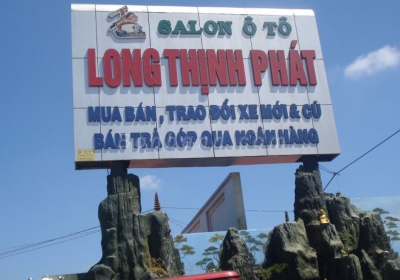 SALON Ô TÔ
LONG THỊNH PHÁT
MUA BÁN, TRAO ĐỔI XE MỚI & CŨ
BÁN TRẢ GÓP QUA NGÂN HÀNG